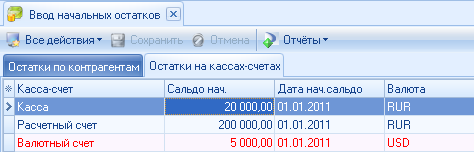 Ввод начальных остатков
Все действия Сохранить Отмена Отчёты
Остатки по контрагентам Остатки на кассах-счетах
Касса-счет Сальдо нач. Дата нач.сальдо Валюта
Касса 20 000,00 01.01.2011 RUR
Расчетный счет 200 000,00 01.01.2011 RUR
Валютный счет 5 000,00 01.01.2011 USD